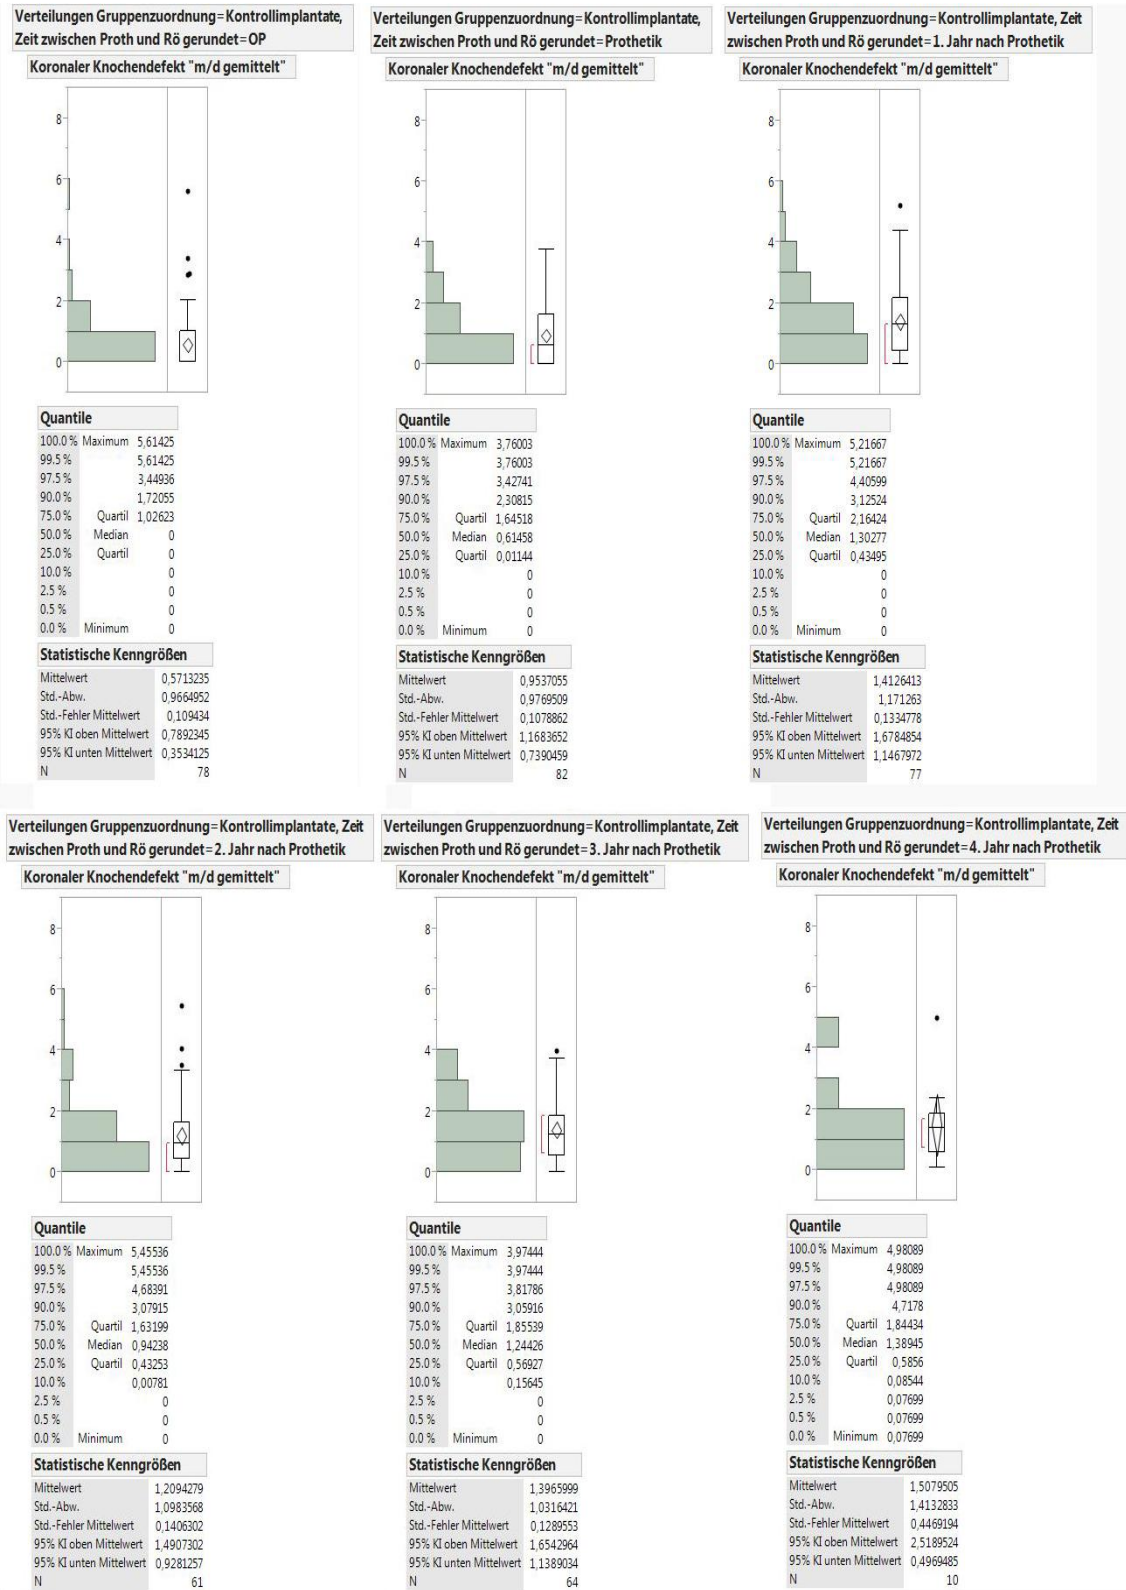 Verteilungen Gruppenzuordnung=Kontrollimplantate,
Zeit zwischen Proth und Rö gerundet=OP
Koronaler Knochendefekt "m/d gemittelt"
8
6
4
2
0
Quantile
100.0 % Maximum 5,61425
99.5 % 5,61425
97.5 % 3,44936
90.0 % 1,72055
75.0 % Quartil 1,02623
50.0 % Median 0
25.0 % Quartil 0
10.0 % 0
2.5 % 0
0.5 % 0
0.0 % Minimum 0
Statistische Kenngrößen
Mittelwert 0,5713235
Std.-Abw. 0,9664952
Std.-Fehler Mittelwert 0,109434
95% KI oben Mittelwert 0,7892345
95% KI unten Mittelwert 0,3534125
N 78
Verteilungen Gruppenzuordnung=Kontrollimplantate,
Zeit zwischen Proth und Rö gerundet=Prothetik
Koronaler Knochendefekt "m/d gemittelt"
8
6
4
2
0
Quantile
100.0 % Maximum 3,76003
99.5 % 3,76003
97.5 % 3,42741
90.0 % 2,30815
75.0 % Quartil 1,64518
50.0 % Median 0,61458
25.0 % Quartil 0,01144
10.0 % 0
2.5 % 0
0.5 % 0
0.0 % Minimum 0
Statistische Kenngrößen
Mittelwert 0,9537055
Std.-Abw. 0,9769509
Std.-Fehler Mittelwert 0,1078862
95% KI oben Mittelwert 1,1683652
95% KI unten Mittelwert 0,7390459
N 82
Verteilungen Gruppenzuordnung=Kontrollimplantate, Zeit
zwischen Proth und Rö gerundet=1. Jahr nach Prothetik
Koronaler Knochendefekt "m/d gemittelt"
8
6
4
2
0
Quantile
100.0 % Maximum 5,21667
99.5 % 5,21667
97.5 % 4,40599
90.0 % 3,12524
75.0 % Quartil 2,16424
50.0 % Median 1,30277
25.0 % Quartil 0,43495
10.0 % 0
2.5 % 0
0.5 % 0
0.0 % Minimum 0
Statistische Kenngrößen
Mittelwert 1,4126413
Std.-Abw. 1,171263
Std.-Fehler Mittelwert 0,1334778
95% KI oben Mittelwert 1,6784854
95% KI unten Mittelwert 1,1467972
N 77
Verteilungen Gruppenzuordnung=Kontrollimplantate, Zeit
zwischen Proth und Rö gerundet=2. Jahr nach Prothetik
Koronaler Knochendefekt "m/d gemittelt"
8
6
4
2
0
Quantile
100.0 % Maximum 5,45536
99.5 % 5,45536
97.5 % 4,68391
90.0 % 3,07915
75.0 % Quartil 1,63199
50.0 % Median 0,94238
25.0 % Quartil 0,43253
10.0 % 0,00781
2.5 % 0
0.5 % 0
0.0 % Minimum 0
Statistische Kenngrößen
Mittelwert 1,2094279
Std.-Abw. 1,0983568
Std.-Fehler Mittelwert 0,1406302
95% KI oben Mittelwert 1,4907302
95% KI unten Mittelwert 0,9281257
N 61
Verteilungen Gruppenzuordnung=Kontrollimplantate, Zeit
zwischen Proth und Rö gerundet=3. Jahr nach Prothetik
Koronaler Knochendefekt "m/d gemittelt"
8
6
4
2
0
Quantile
100.0 % Maximum 3,97444
99.5 % 3,97444
97.5 % 3,81786
90.0 % 3,05916
75.0 % Quartil 1,85539
50.0 % Median 1,24426
25.0 % Quartil 0,56927
10.0 % 0,15645
2.5 % 0
0.5 % 0
0.0 % Minimum 0
Statistische Kenngrößen
Mittelwert 1,3965999
Std.-Abw. 1,0316421
Std.-Fehler Mittelwert 0,1289553
95% KI oben Mittelwert 1,6542964
95% KI unten Mittelwert 1,1389034
N 64
Verteilungen Gruppenzuordnung=Kontrollimplantate, Zeit
zwischen Proth und Rö gerundet=4. Jahr nach Prothetik
Koronaler Knochendefekt "m/d gemittelt"
8
6
4
2
0
Quantile
100.0 % Maximum 4,98089
99.5 % 4,98089
97.5 % 4,98089
90.0 % 4,7178
75.0 % Quartil 1,84434
50.0 % Median 1,38945
25.0 % Quartil 0,5856
10.0 % 0,08544
2.5 % 0,07699
0.5 % 0,07699
0.0 % Minimum 0,07699
Statistische Kenngrößen
Mittelwert 1,5079505
Std.-Abw. 1,4132833
Std.-Fehler Mittelwert 0,4469194
95% KI oben Mittelwert 2,5189524
95% KI unten Mittelwert 0,4969485
N 10